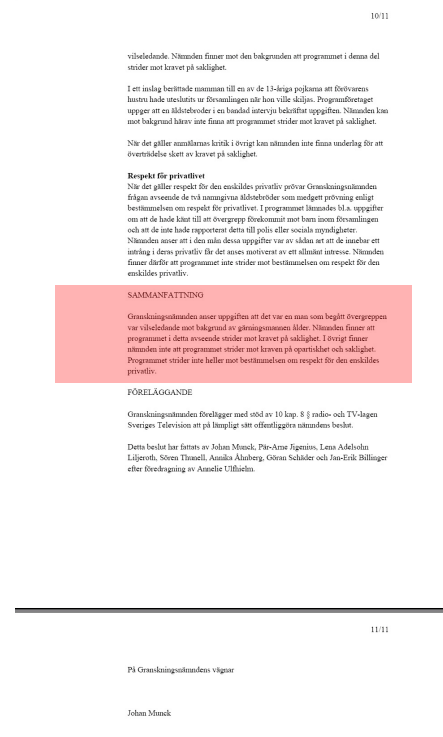 10/11
vilseledande. Nämnden finner mot den bakgrunden att programmet i denna del
strider mot kravet på saklighet.
I ett inslag berättade mamman till en av de 13-åriga pojkarna att förövarens
hustru hade uteslutits ur församlingen när hon ville skiljas. Programföretaget
uppger att en äldstebroder i en bandad intervju bekräftat uppgiften. Nämnden kan
mot bakgrund härav inte finna att programmet strider mot kravet på saklighet.
När det gäller anmälarnas kritik i övrigt kan nämnden inte finna underlag för att
överträdelse skett av kravet på saklighet.
Respekt för privatlivet
När det gäller respekt för den enskildes privatliv prövar Granskningsnämnden
frågan avseende de två namngivna äldstebröder som medgett prövning enligt
bestämmelsen om respekt för privatlivet. I programmet lämnades bl.a. uppgifter
om att de hade känt till att övergrepp förekommit mot barn inom församlingen
och att de inte hade rapporterat detta till polis eller sociala myndigheter.
Nämnden anser att i den mån dessa uppgifter var av sådan art att de innebar ett
intrång i deras privatliv får det anses motiverat av ett allmänt intresse. Nämnden
finner därför att programmet inte strider mot bestämmelsen om respekt för den
enskildes privatliv.
SAMMANFATTNING
Granskningsnämnden anser uppgiften att det var en man som begått övergreppen
var vilseledande mot bakgrund av gärningsmannen ålder. Nämnden finner att
programmet i detta avseende strider mot kravet på saklighet. I övrigt finner
nämnden inte att programmet strider mot kraven på opartiskhet och saklighet.
Programmet strider inte heller mot bestämmelsen om respekt för den enskildes
privatliv.
FÖRELÄGGANDE
Granskningsnämnden förelägger med stöd av 10 kap. 8 § radio- och TV-lagen
Sveriges Television att på lämpligt sätt offentliggöra nämndens beslut.
Detta beslut har fattats av Johan Munck, Pär-Arne Jigenius, Lena Adelsohn
Liljeroth, Sören Thunell, Annika Åhnberg, Göran Schäder och Jan-Erik Billinger
efter föredragning av Annelie Ulfhielm.
11/11
På Granskningsnämndens vägnar
Johan Munck